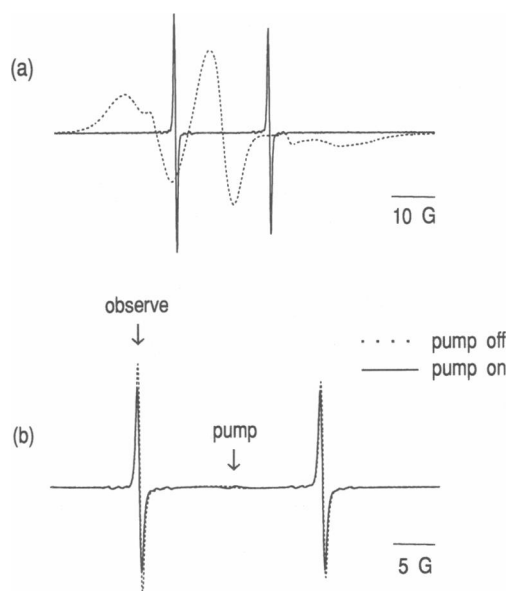 (a)
10 G
observe
. . . . pump off
pump on
pump
(b)
5 G